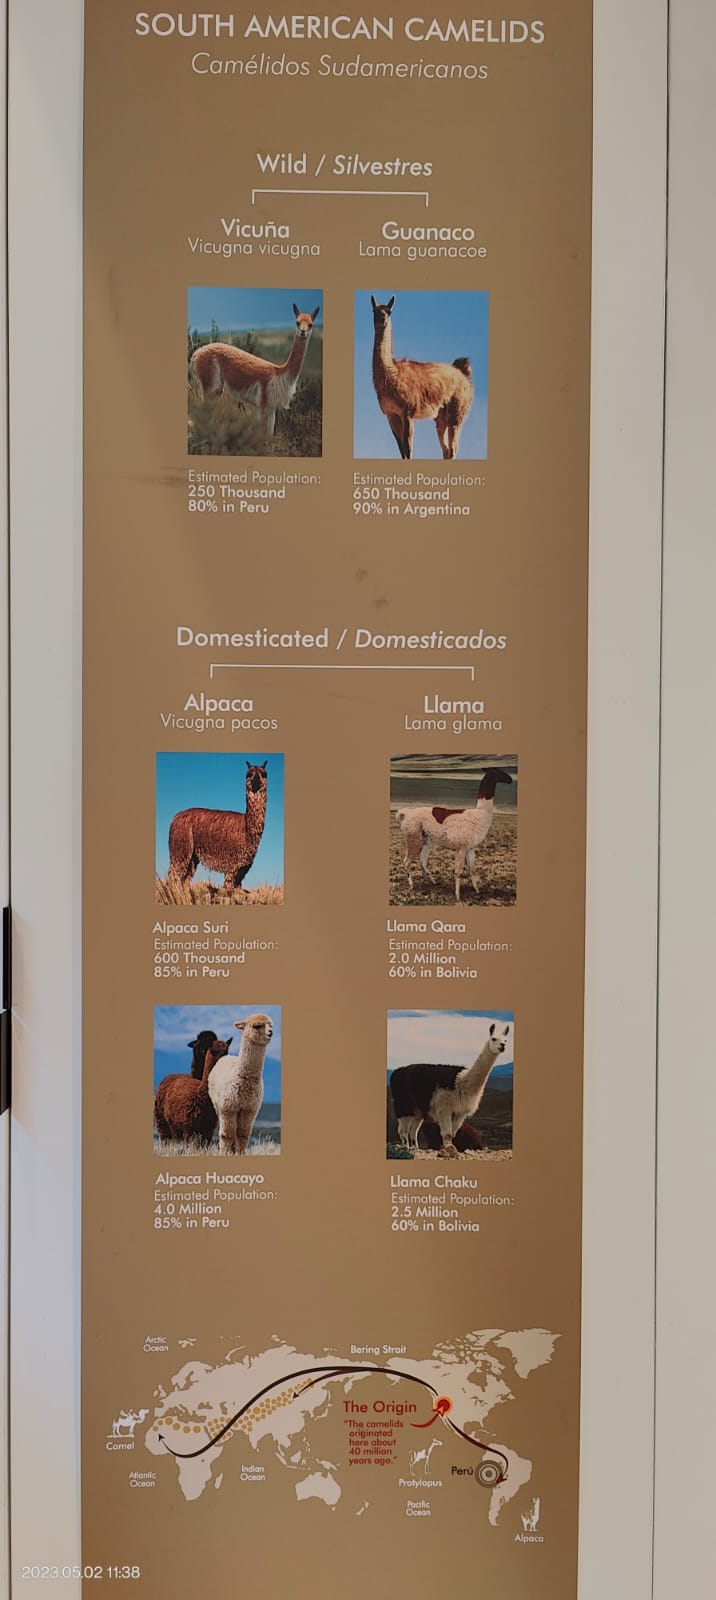 SOUTH AMERICAN CAMELIDS
Camélidos Sudamericanos
Wild / Silvestres
Vicuña
Vicugna vicugna
Guanaco
Lama guanacoe
Estimated Population:
250 Thousand
80% in Peru
Estimated Population:
650 Thousand
90% in Argentina
Domesticated / Domesticados
Alpaca
Vicugna pacos
Llama
Lama glama
Alpaca Suri
Estimated Population:
600 Thousand
85% in Peru
Llama Qara
Estimated Population:
2.0 Million
60% in Bolivia
Alpaca Huacayo
Estimated Population:
4.0 Million
85% in Peru
Llama Chaku
Estimated Population:
2.5 Million
60% in Bolivia
Arctic
Ocean
Bering Strait
The Origin
"The camelids
originated
here about
40 million
years ago."
Camel
Atlantic
Ocean
Indian
Ocean
Protylopus
Pacific
Ocean
Perú
Alpaca
2023.05.02 11:38